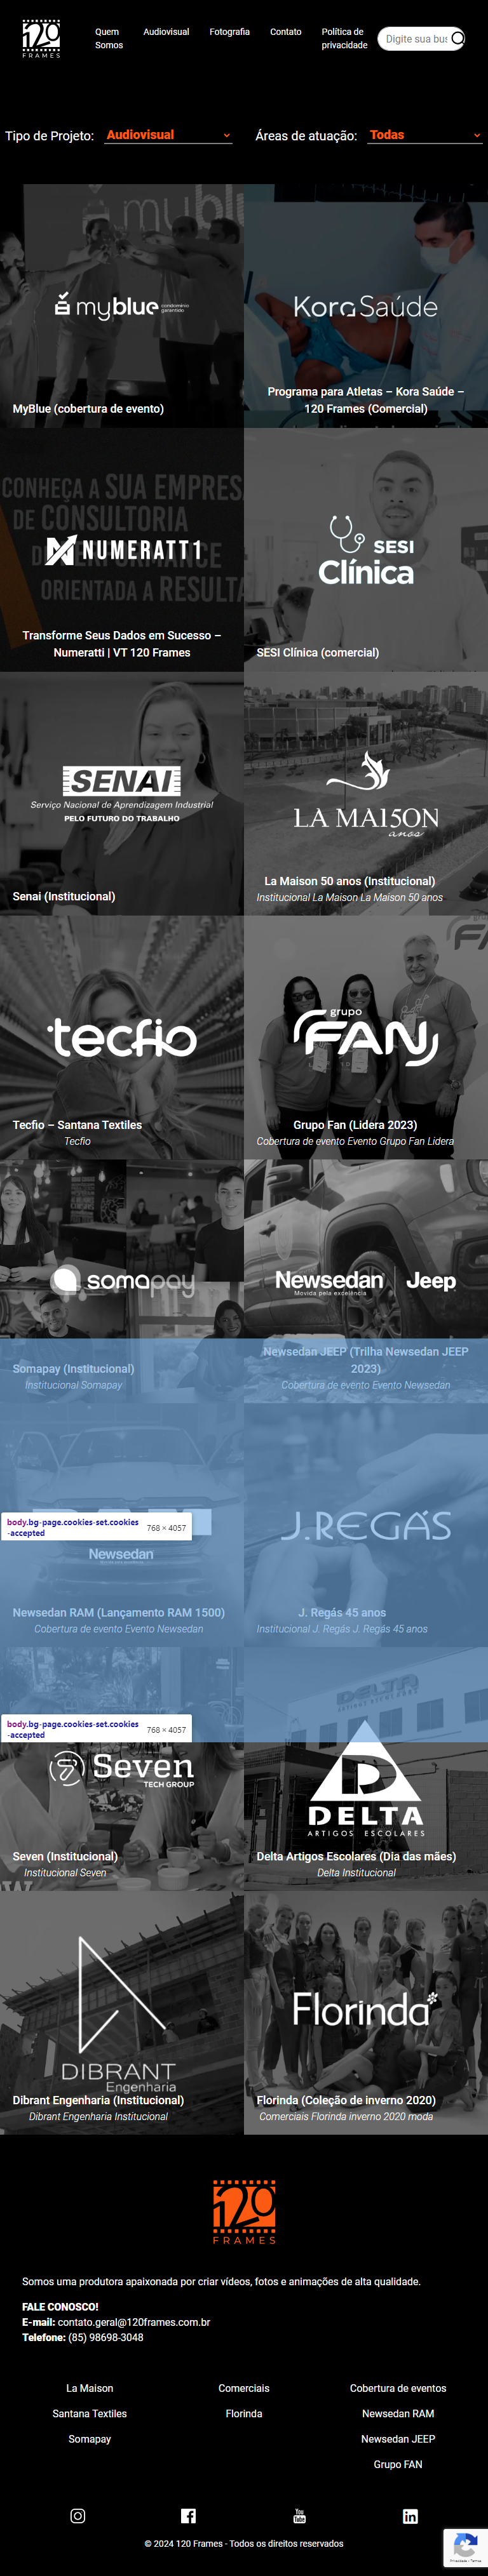 120
FRAMES
Quem
Somos
Audiovisual
Fotografia
Contato
Política de
privacidade
Digite sua bus
Tipo de Projeto:
Audiovisual
Áreas de atuação:
Todas
myblue
myblue condomínio
garantido
MyBlue (cobertura de evento)
Kora Saúde
Programa para Atletas – Kora Saúde –
120 Frames (Comercial)
CONHEÇA A SUA EMPRESA
DE CONSULTORIA
ORIENTADA A RESULTA
NUMERATT1
Transforme Seus Dados em Sucesso –
Numeratti | VT 120 Frames
SESI
Clínica
SESI Clínica (comercial)
SENAI
Serviço Nacional de Aprendizagem Industrial
PELO FUTURO DO TRABALHO
Senai (Institucional)
LA MAI5ON
anos
La Maison 50 anos (Institucional)
Institucional La Maison La Maison 50 anos
tecfio
Tecfio – Santana Textiles
Tecfio
grupo
FAN
Grupo Fan (Lidera 2023)
Cobertura de evento Evento Grupo Fan Lidera
somapay
Somapay (Institucional)
Institucional Somapay
Newsedan
Movida pela excelência
Jeep
Newsedan JEEP (Trilha Newsedan JEEP
2023)
Cobertura de evento Evento Newsedan
body.bg-page.cookies-set.cookies
-accepted
768 × 4057
Newsedan
Newsedan RAM (Lançamento RAM 1500)
Cobertura de evento Evento Newsedan
J.REGÁS
J. Regás 45 anos
Institucional J. Regás J. Regás 45 anos
body.bg-page.cookies-set.cookies
-accepted
768 × 4057
Seven
TECH GROUP
Seven (Institucional)
Institucional Seven
DELTA
DELTA
ARTIGOS ESCOLARES
Delta Artigos Escolares (Dia das mães)
Delta Institucional
DIBRANT
Engenharia
Dibrant Engenharia (Institucional)
Dibrant Engenharia Institucional
Florinda
Florinda (Coleção de inverno 2020)
Comerciais Florinda inverno 2020 moda
120
FRAMES
Somos uma produtora apaixonada por criar vídeos, fotos e animações de alta qualidade.
FALE CONOSCO!
E-mail: contato.geral@120frames.com.br
Telefone: (85) 98698-3048
La Maison
Comerciais
Cobertura de eventos
Santana Textiles
Florinda
Newsedan RAM
Somapay
Newsedan JEEP
Grupo FAN
You
Tube
© 2024 120 Frames - Todos os direitos reservados
Privacidade - Termos